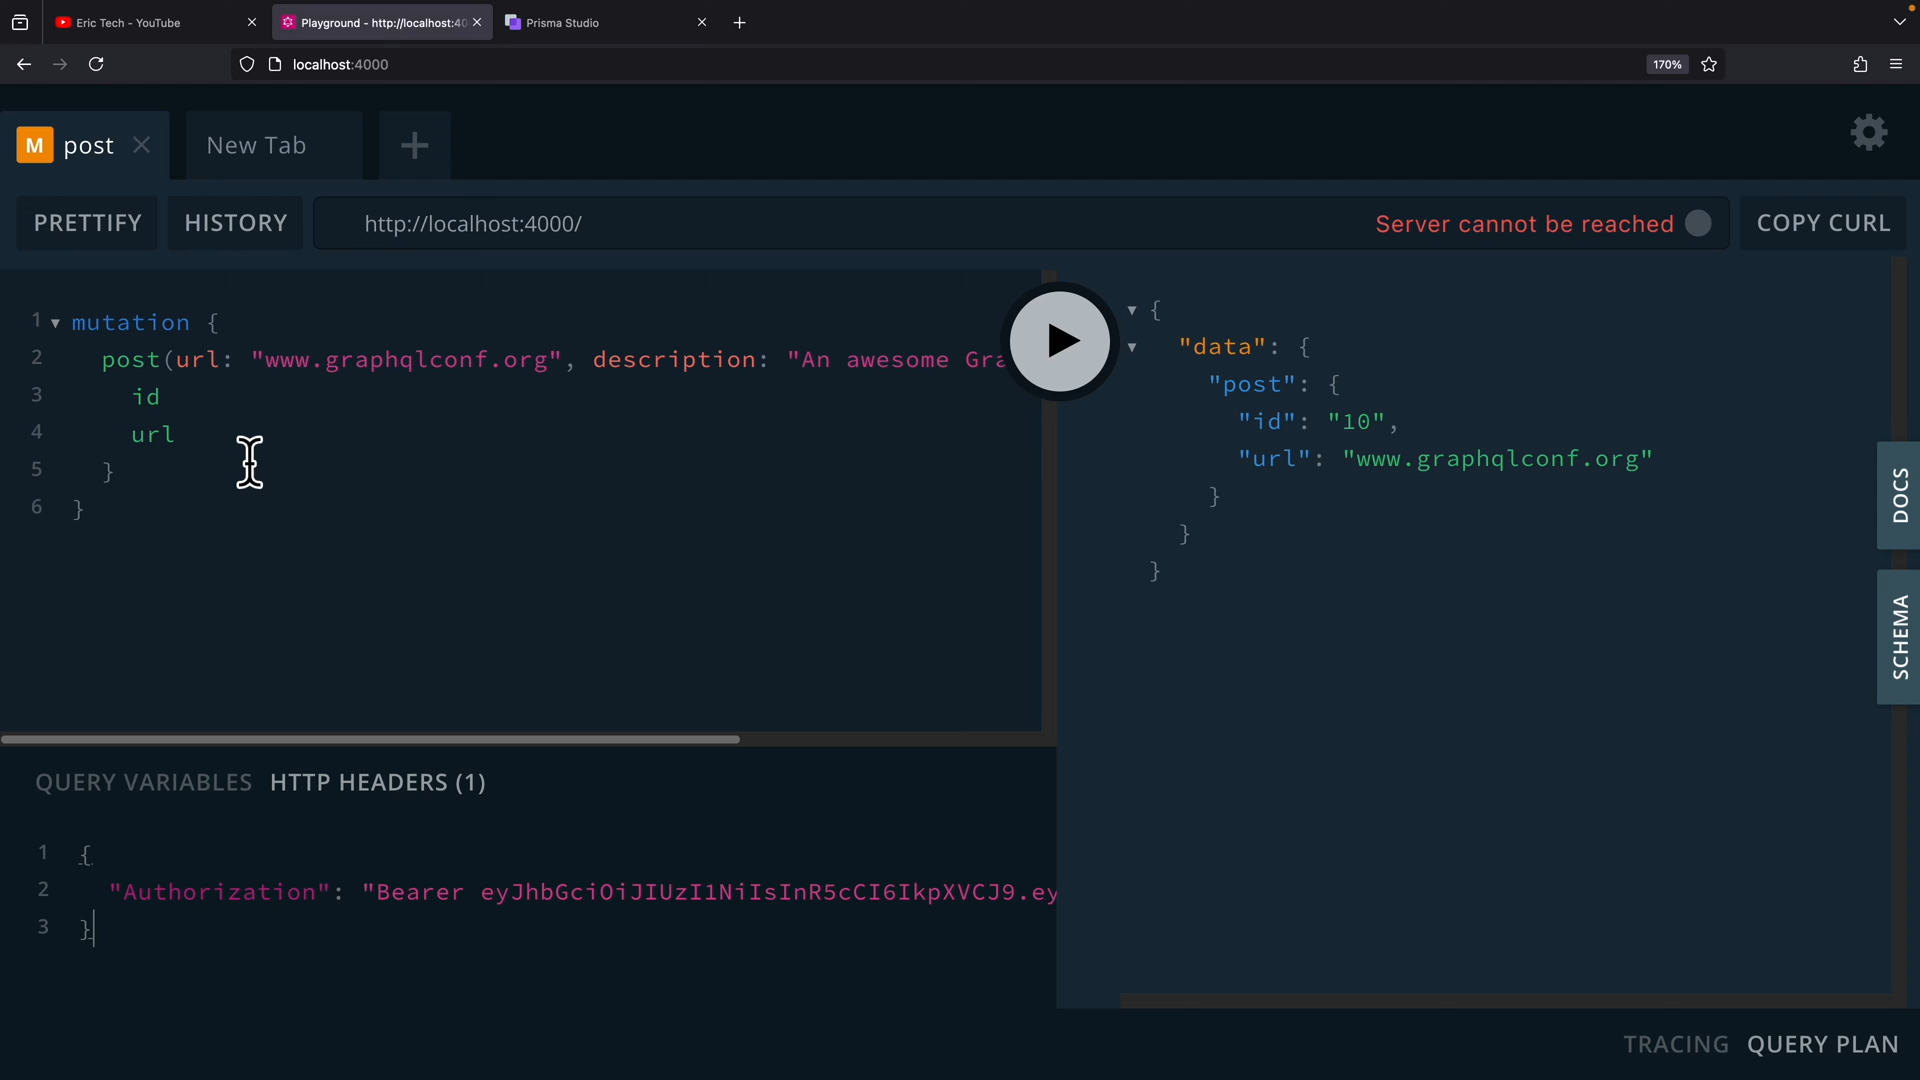 Eric Tech - YouTube
Playground - http://localhost:40
Prisma Studio
localhost:4000
170%
M post
New Tab
PRETTIFY
HISTORY
http://localhost:4000/
Server cannot be reached
COPY CURL
1 mutation {
2 post(url: "www.graphqlconf.org", description: "An awesome Gra
3 id
4 url
5 }
6 }
{
"data": {
"post": {
"id": "10",
"url": "www.graphqlconf.org"
}
}
}
DOCS
SCHEMA
QUERY VARIABLES
HTTP HEADERS (1)
1 {
2 "Authorization": "Bearer eyJhbGciOiJIUzI1NiIsInR5cCI6IkpXVCJ9.ey
3 }
TRACING
QUERY PLAN